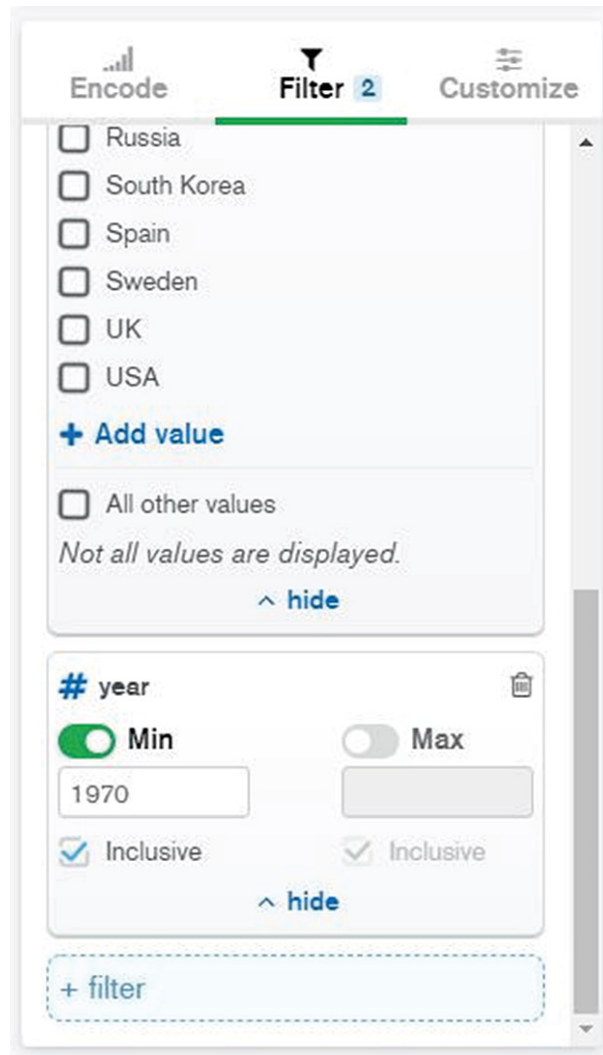 Encode Filter 2 Customize
Russia
South Korea
Spain
Sweden
UK
USA
+ Add value
All other values
Not all values are displayed.
^ hide
# year
Min Max
1970
Inclusive Inclusive
^ hide
+ filter